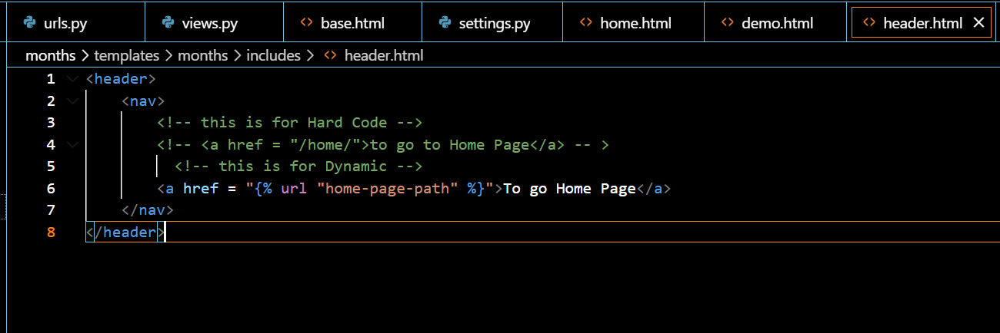 urls.py views.py base.html settings.py home.html demo.html header.html
months > templates > months > includes > header.html
1 <header>
2 <nav>
3 <!-- this is for Hard Code -->
4 <!-- <a href = "/home/">to go to Home Page</a> -- >
5 <!-- this is for Dynamic -->
6 <a href = "{% url "home-page-path" %}">To go Home Page</a>
7 </nav>
8 </header>